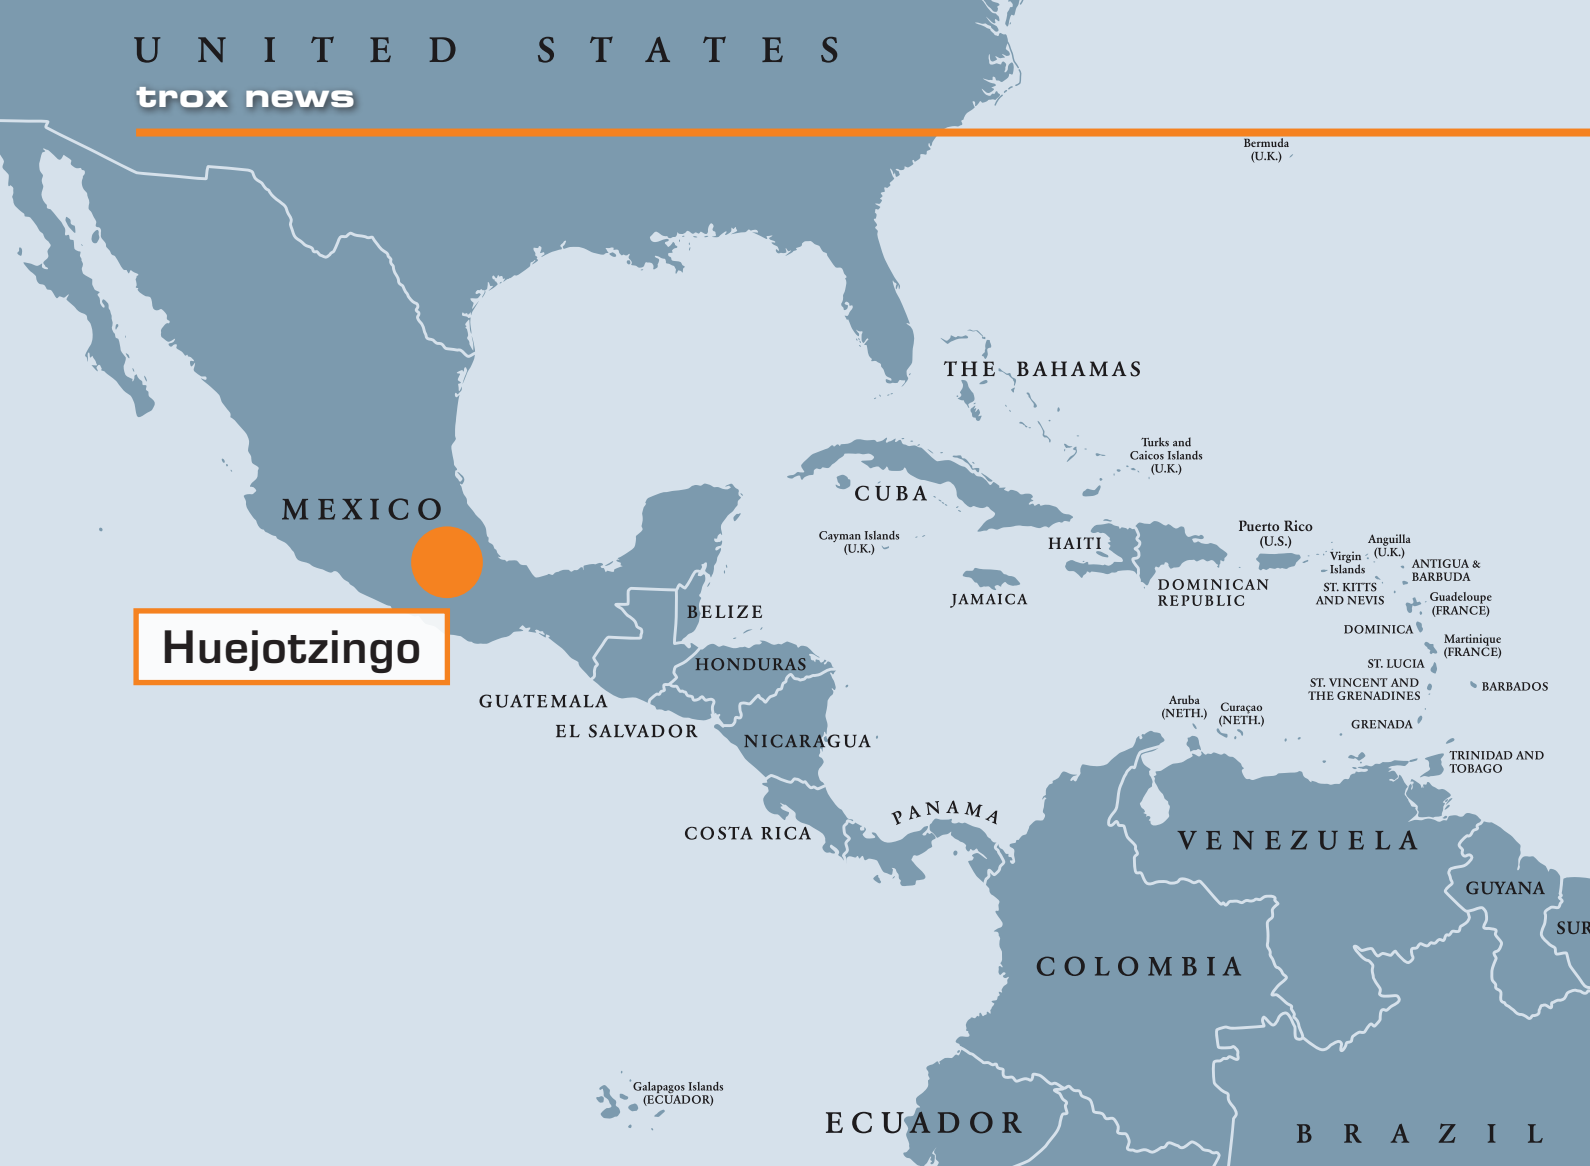 UNITED STATES
trox news
Bermuda
(U.K.)
THE BAHAMAS
Turks and
Caicos Islands
(U.K.)
CUBA
MEXICO
Cayman Islands
(U.K.)
HAITI
Puerto Rico
(U.S.)
Virgin
Islands
Anguilla
(U.K.)
ANTIGUA &
BARBUDA
ST. KITTS
AND NEVIS
Guadeloupe
(FRANCE)
JAMAICA
DOMINICAN
REPUBLIC
BELIZE
DOMINICA
Martinique
(FRANCE)
Huejotzingo
HONDURAS
ST. LUCIA
ST. VINCENT AND
THE GRENADINES
BARBADOS
GUATEMALA
Aruba
(NETH.)
Curaçao
(NETH.)
GRENADA
EL SALVADOR
NICARAGUA
TRINIDAD AND
TOBAGO
PANAMA
COSTA RICA
VENEZUELA
GUYANA
SUR
COLOMBIA
Galapagos Islands
(ECUADOR)
ECUADOR
BRAZIL